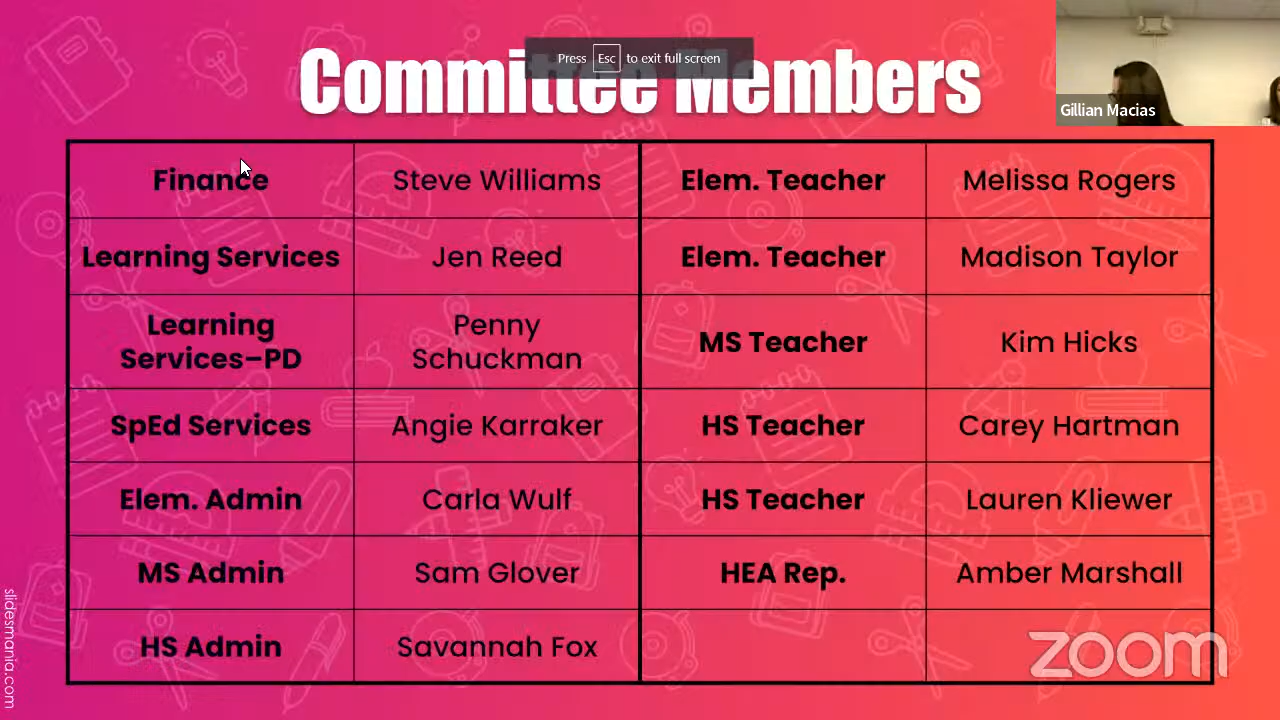 Committee Members
Press Esc to exit full screen
Gillian Macias
Finance
Steve Williams
Elem. Teacher
Melissa Rogers
Learning Services
Jen Reed
Elem. Teacher
Madison Taylor
Learning
Services–PD
Penny
Schuckman
MS Teacher
Kim Hicks
SpEd Services
Angie Karraker
HS Teacher
Carey Hartman
Elem. Admin
Carla Wulf
HS Teacher
Lauren Kliewer
MS Admin
Sam Glover
HEA Rep.
Amber Marshall
HS Admin
Savannah Fox
zoom
slidesmania.com